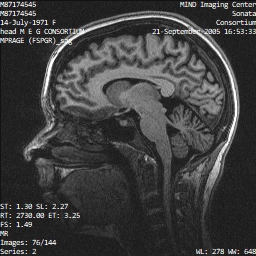 M87174545
M87174545
14-July-1971 F
head M E G CONSORTIUM
MPRAGE (FSPGR)_sag
MIND Imaging Center
Sonata
Consortium
21-September-2005 16:53:33
ST: 1.30 SL: 2.27
RT: 2730.00 ET: 3.25
FS: 1.49
MR
Images: 76/144
Series: 2
WL: 278 WW: 648